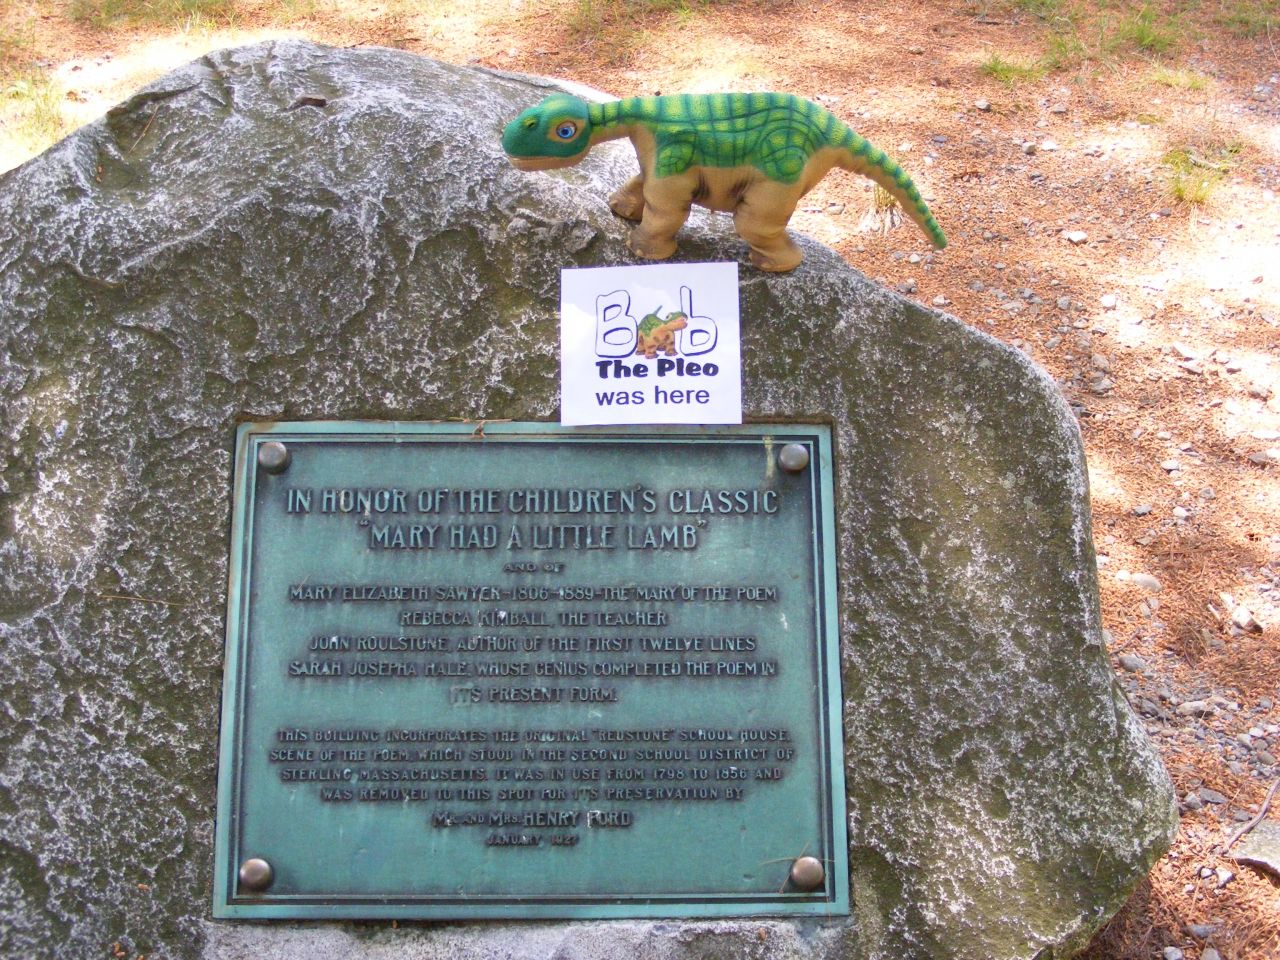 Bob
The Pleo
was here
IN HONOR OF THE CHILDREN'S CLASSIC
"MARY HAD A LITTLE LAMB"
AND OF
MARY ELIZABETH SAWYER-1806-1889-THE MARY OF THE POEM
REBECCA KIMBALL, THE TEACHER
JOHN ROULSTONE, AUTHOR OF THE FIRST TWELVE LINES
SARAH JOSEPHA HALE, WHOSE GENIUS COMPLETED THE POEM IN
ITS PRESENT FORM.
THIS BUILDING INCORPORATES THE ORIGINAL "REDSTONE" SCHOOL HOUSE,
SCENE OF THE POEM, WHICH STOOD IN THE SECOND SCHOOL DISTRICT OF
STERLING, MASSACHUSETTS. IT WAS IN USE FROM 1798 TO 1856 AND
WAS REMOVED TO THIS SPOT FOR ITS PRESERVATION BY
MR. AND MRS. HENRY FORD
JANUARY 1927